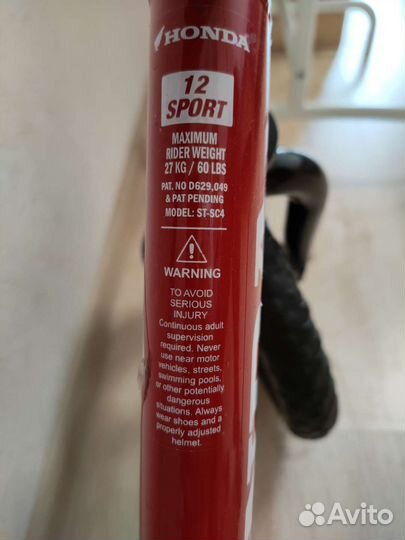 HONDA®
12
SPORT
MAXIMUM
RIDER WEIGHT
27 KG / 60 LBS
PAT. NO D629,049
& PAT PENDING
MODEL: ST-SC4
WARNING
TO AVOID
SERIOUS
INJURY
Continuous adult
supervision
required. Never
use near motor
vehicles, streets,
swimming pools,
or other potentially
dangerous
situations. Always
wear shoes and a
properly adjusted
helmet.
Avito